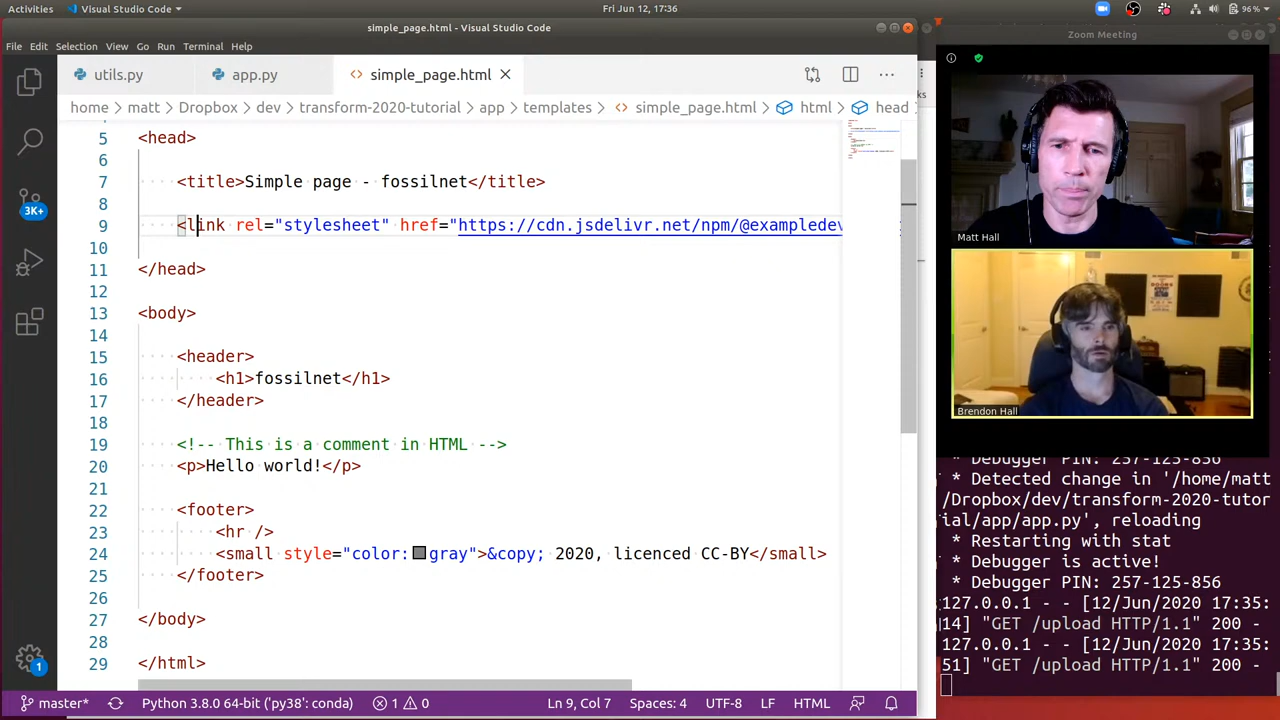 Activities Visual Studio Code Fri Jun 12, 17:36 96 %
simple_page.html - Visual Studio Code
File Edit Selection View Go Run Terminal Help
utils.py app.py simple_page.html
home > matt > Dropbox > dev > transform-2020-tutorial > app > templates > simple_page.html > html > head
5 <head>
6
7 <title>Simple page - fossilnet</title>
8
9 <link rel="stylesheet" href="https://cdn.jsdelivr.net/npm/@exampledev
10
11 </head>
12
13 <body>
14
15 <header>
16 <h1>fossilnet</h1>
17 </header>
18
19 <!-- This is a comment in HTML -->
20 <p>Hello world!</p>
21
22 <footer>
23 <hr />
24 <small style="color: gray">&copy; 2020, licenced CC-BY</small>
25 </footer>
26
27 </body>
28
29 </html>
3K+
1
master* Python 3.8.0 64-bit ('py38': conda) 1 0 Ln 9, Col 7 Spaces: 4 UTF-8 LF HTML
Zoom Meeting
Matt Hall
Brendon Hall
* Debugger PIN: 257-125-856
* Detected change in '/home/matt
/Dropbox/dev/transform-2020-tutor
ial/app/app.py', reloading
* Restarting with stat
* Debugger is active!
* Debugger PIN: 257-125-856
127.0.0.1 - - [12/Jun/2020 17:35:
14] "GET /upload HTTP/1.1" 200 -
127.0.0.1 - - [12/Jun/2020 17:35:
51] "GET /upload HTTP/1.1" 200 -